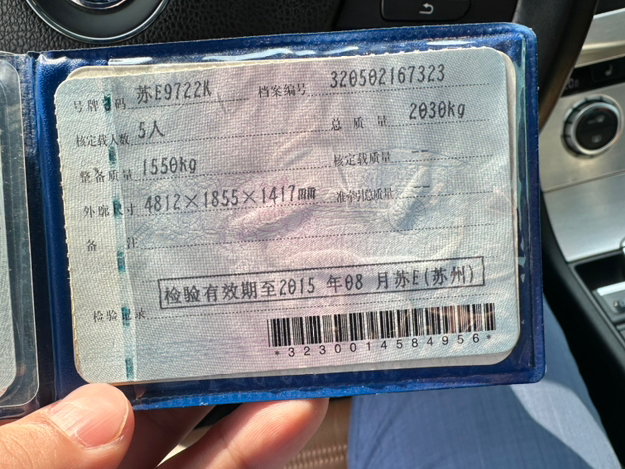 号牌号码 苏E9722K 档案编号 320502167323
核定载人数 5人 总质量 2030kg
整备质量 1550kg 核定载质量 --
外廓尺寸 4812×1855×1417mm 准牵引总质量 --
备注
检验有效期至2015年08月苏E(苏州)
检验记录
*3230014584956*